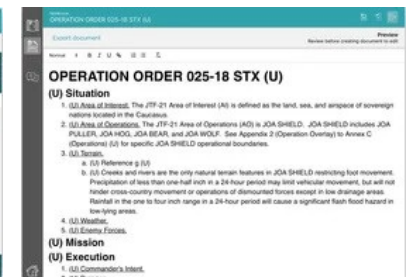 OPERATION ORDER 025-18 STX (U)
Export document
Preview
Review before creating document to edit
Normal
B I U
OPERATION ORDER 025-18 STX (U)
(U) Situation
1. (U) Area of Interest. The JTF-21 Area of Interest (AI) is defined as the land, sea, and airspace of sovereign
nations located in the Caucasus.
2. (U) Area of Operations. The JTF-21 Area of Operations (AO) is JOA SHIELD. JOA SHIELD includes JOA
PULLER, JOA HOG, JOA BEAR, and JOA WOLF. See Appendix 2 (Operation Overlay) to Annex C
(Operations) (U) for specific JOA SHIELD operational boundaries.
3. (U) Terrain.
a. (U) Reference g (U)
b. (U) Creeks and rivers are the only natural terrain features in JOA SHIELD restricting foot movement.
Precipitation of less than one-half inch in a 24-hour period may limit vehicular movement, but will not
hinder cross-country movement or operations of dismounted forces except in low drainage areas.
Rainfall in the one to four inch range in a 24-hour period will cause a significant flash flood hazard in
low-lying areas.
4. (U) Weather.
5. (U) Enemy Forces.
(U) Mission
(U) Execution
1. (U) Commander's Intent.